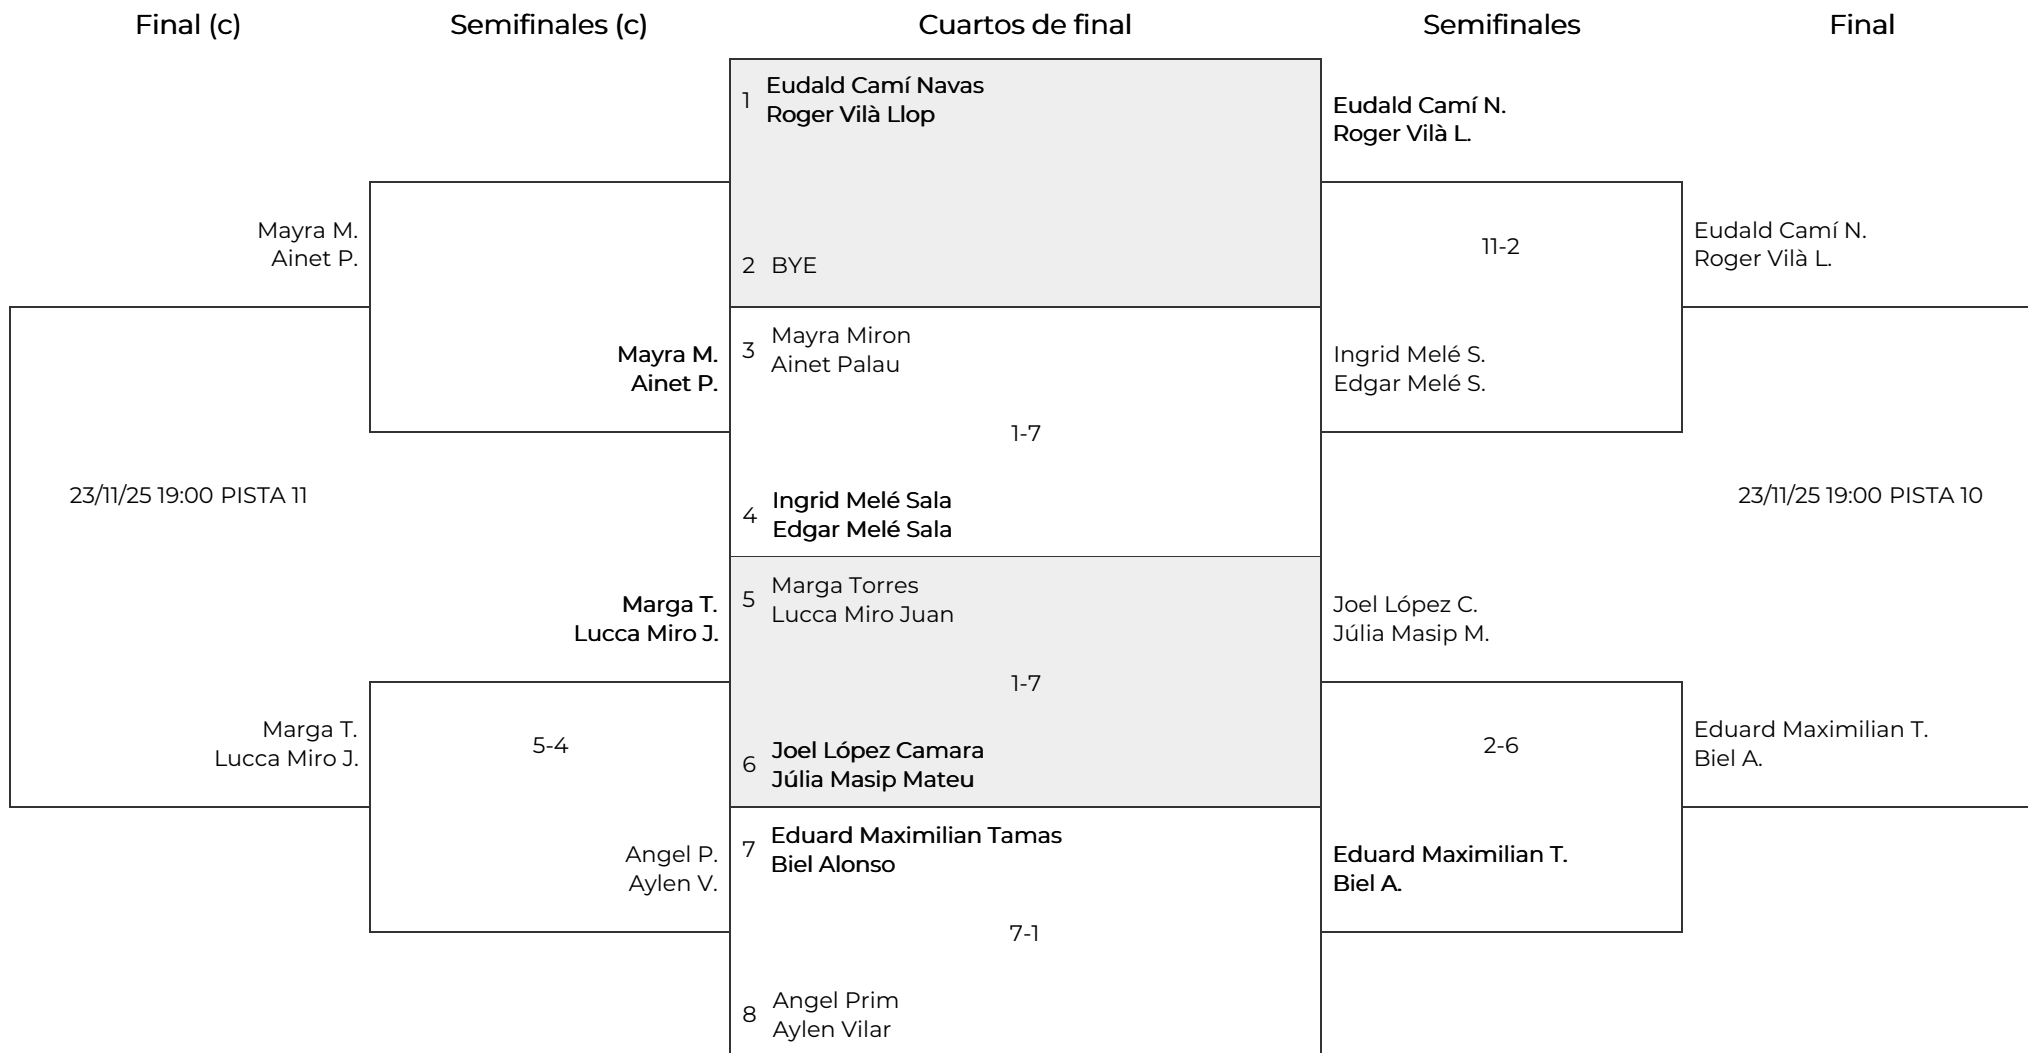 Final (c)
Semifinales (c)
Cuartos de final
Semifinales
Final
Mayra M.
Ainet P.
23/11/25 19:00 PISTA 11
Marga T.
Lucca Miro J.
Mayra M.
Ainet P.
Marga T.
Lucca Miro J.
5-4
Angel P.
Aylen V.
1 Eudald Camí Navas
Roger Vilà Llop
2 BYE
3 Mayra Miron
Ainet Palau
1-7
4 Ingrid Melé Sala
Edgar Melé Sala
5 Marga Torres
Lucca Miro Juan
1-7
6 Joel López Camara
Júlia Masip Mateu
7 Eduard Maximilian Tamas
Biel Alonso
7-1
8 Angel Prim
Aylen Vilar
Eudald Camí N.
Roger Vilà L.
11-2
Ingrid Melé S.
Edgar Melé S.
Joel López C.
Júlia Masip M.
2-6
Eduard Maximilian T.
Biel A.
Eudald Camí N.
Roger Vilà L.
23/11/25 19:00 PISTA 10
Eduard Maximilian T.
Biel A.